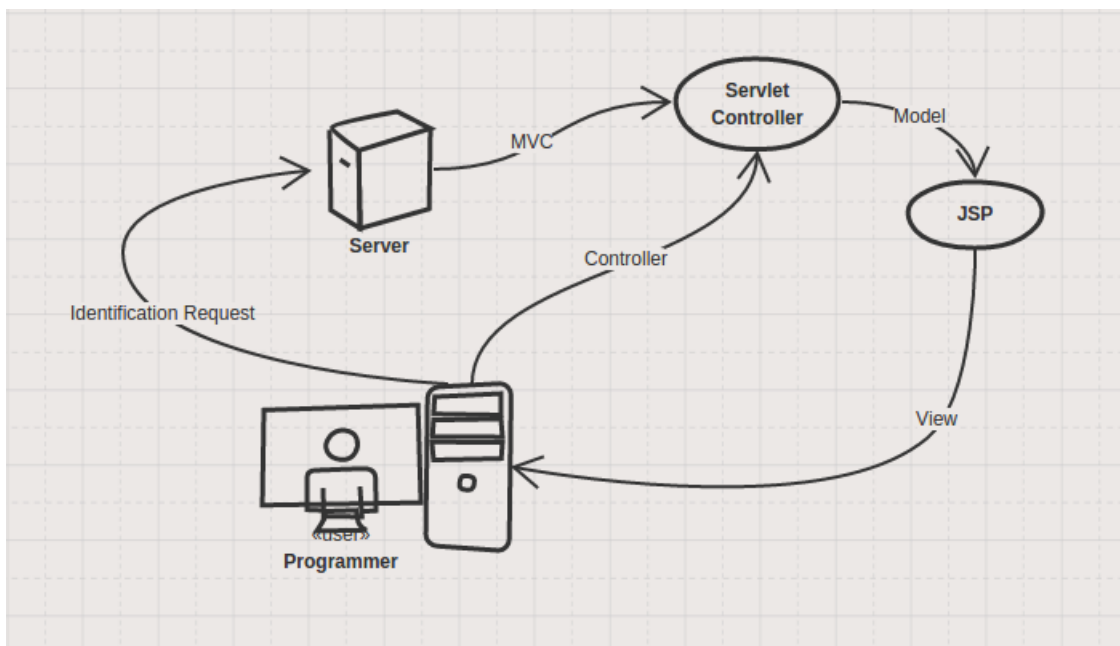 Servlet
Controller
Model
MVC
JSP
Server
Controller
Identification Request
View
«user»
Programmer